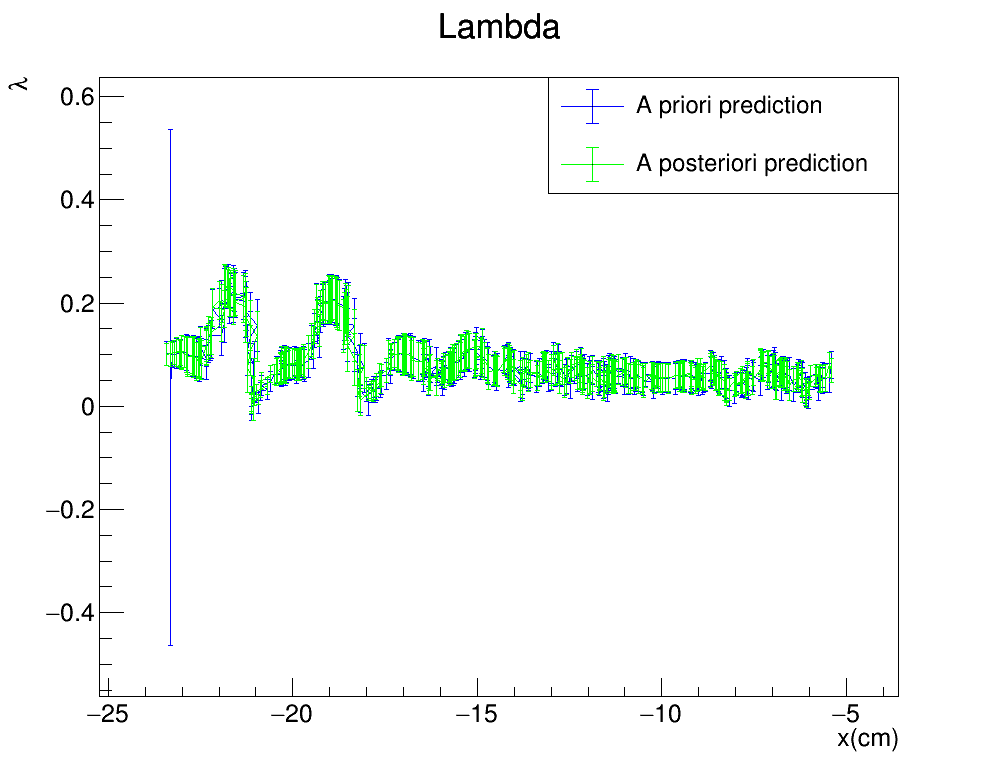 Lambda
λ
A priori prediction
A posteriori prediction
0.6
0.4
0.2
0
−0.2
−0.4
−25 −20 −15 −10 −5
x(cm)